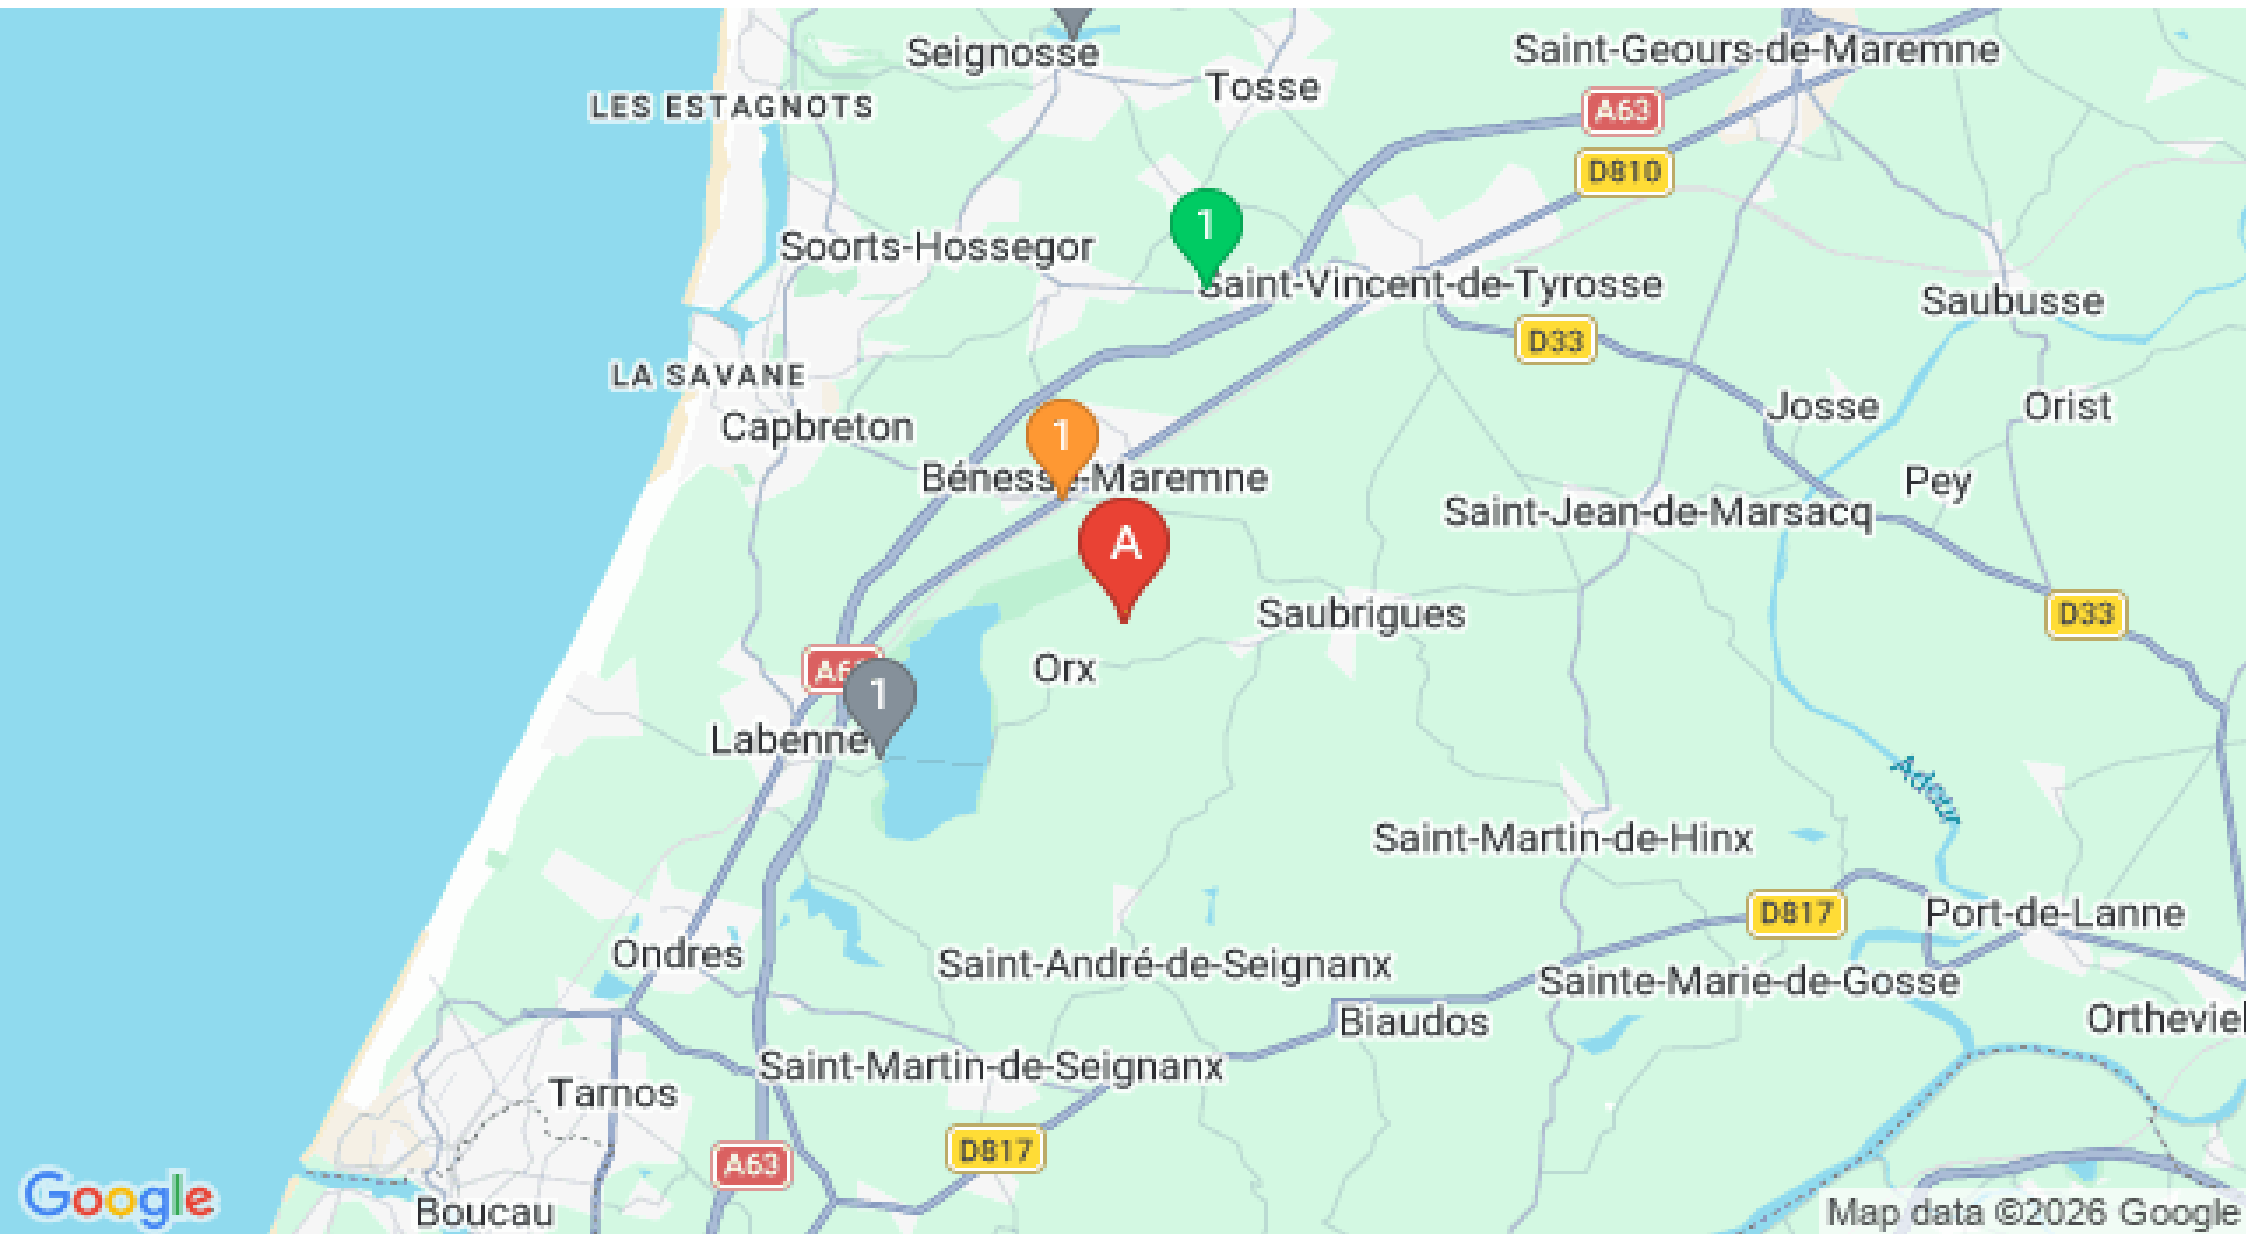 Seignosse
Saint-Geours-de-Maremne
Tosse
LES ESTAGNOTS
A63
D810
1
Soorts-Hossegor
Saint-Vincent-de-Tyrosse
Saubusse
D33
LA SAVANE
Capbreton
Josse
Orist
1
Bénesse-Maremne
Pey
Saint-Jean-de-Marsacq
A
Saubrigues
D33
Orx
A63
1
Labenne
Adour
Saint-Martin-de-Hinx
D817
Port-de-Lanne
Ondres
Saint-André-de-Seignanx
Sainte-Marie-de-Gosse
Biaudos
Orthevie
Saint-Martin-de-Seignanx
Tarnos
D817
A63
Google
Boucau
Map data ©2026 Google